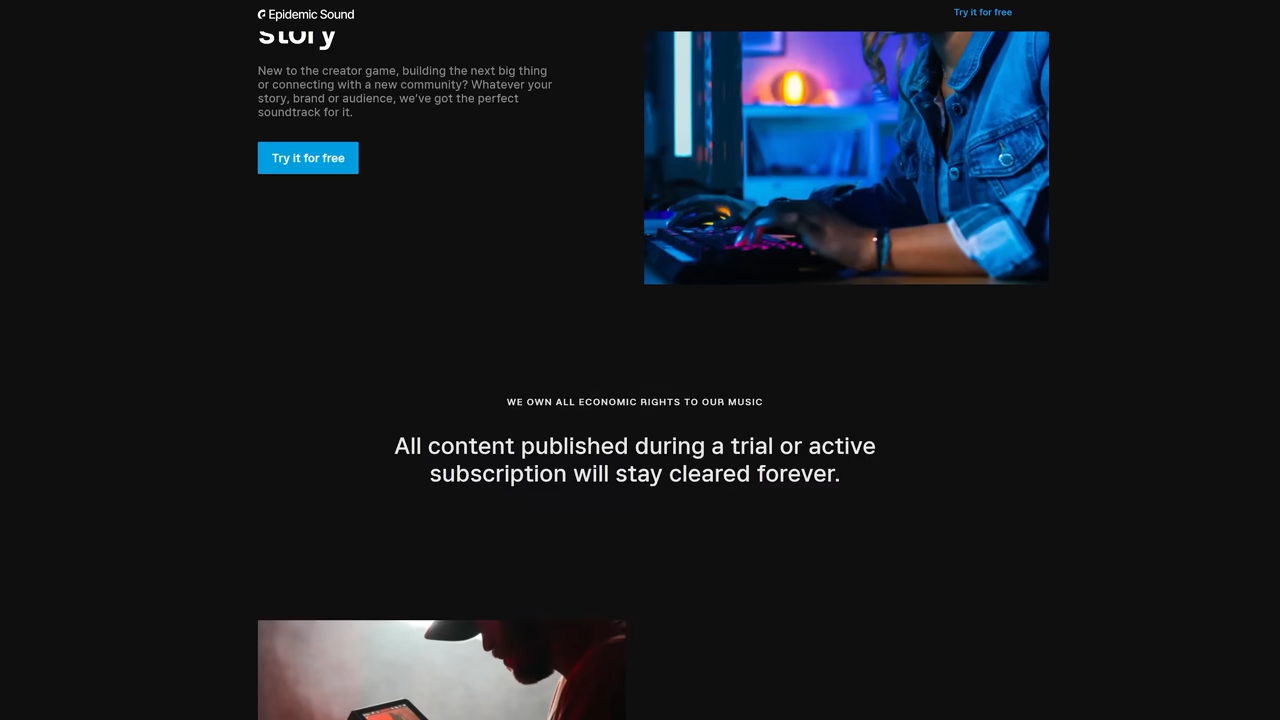 Epidemic Sound
Try it for free
story
New to the creator game, building the next big thing
or connecting with a new community? Whatever your
story, brand or audience, we've got the perfect
soundtrack for it.
Try it for free
WE OWN ALL ECONOMIC RIGHTS TO OUR MUSIC
All content published during a trial or active
subscription will stay cleared forever.